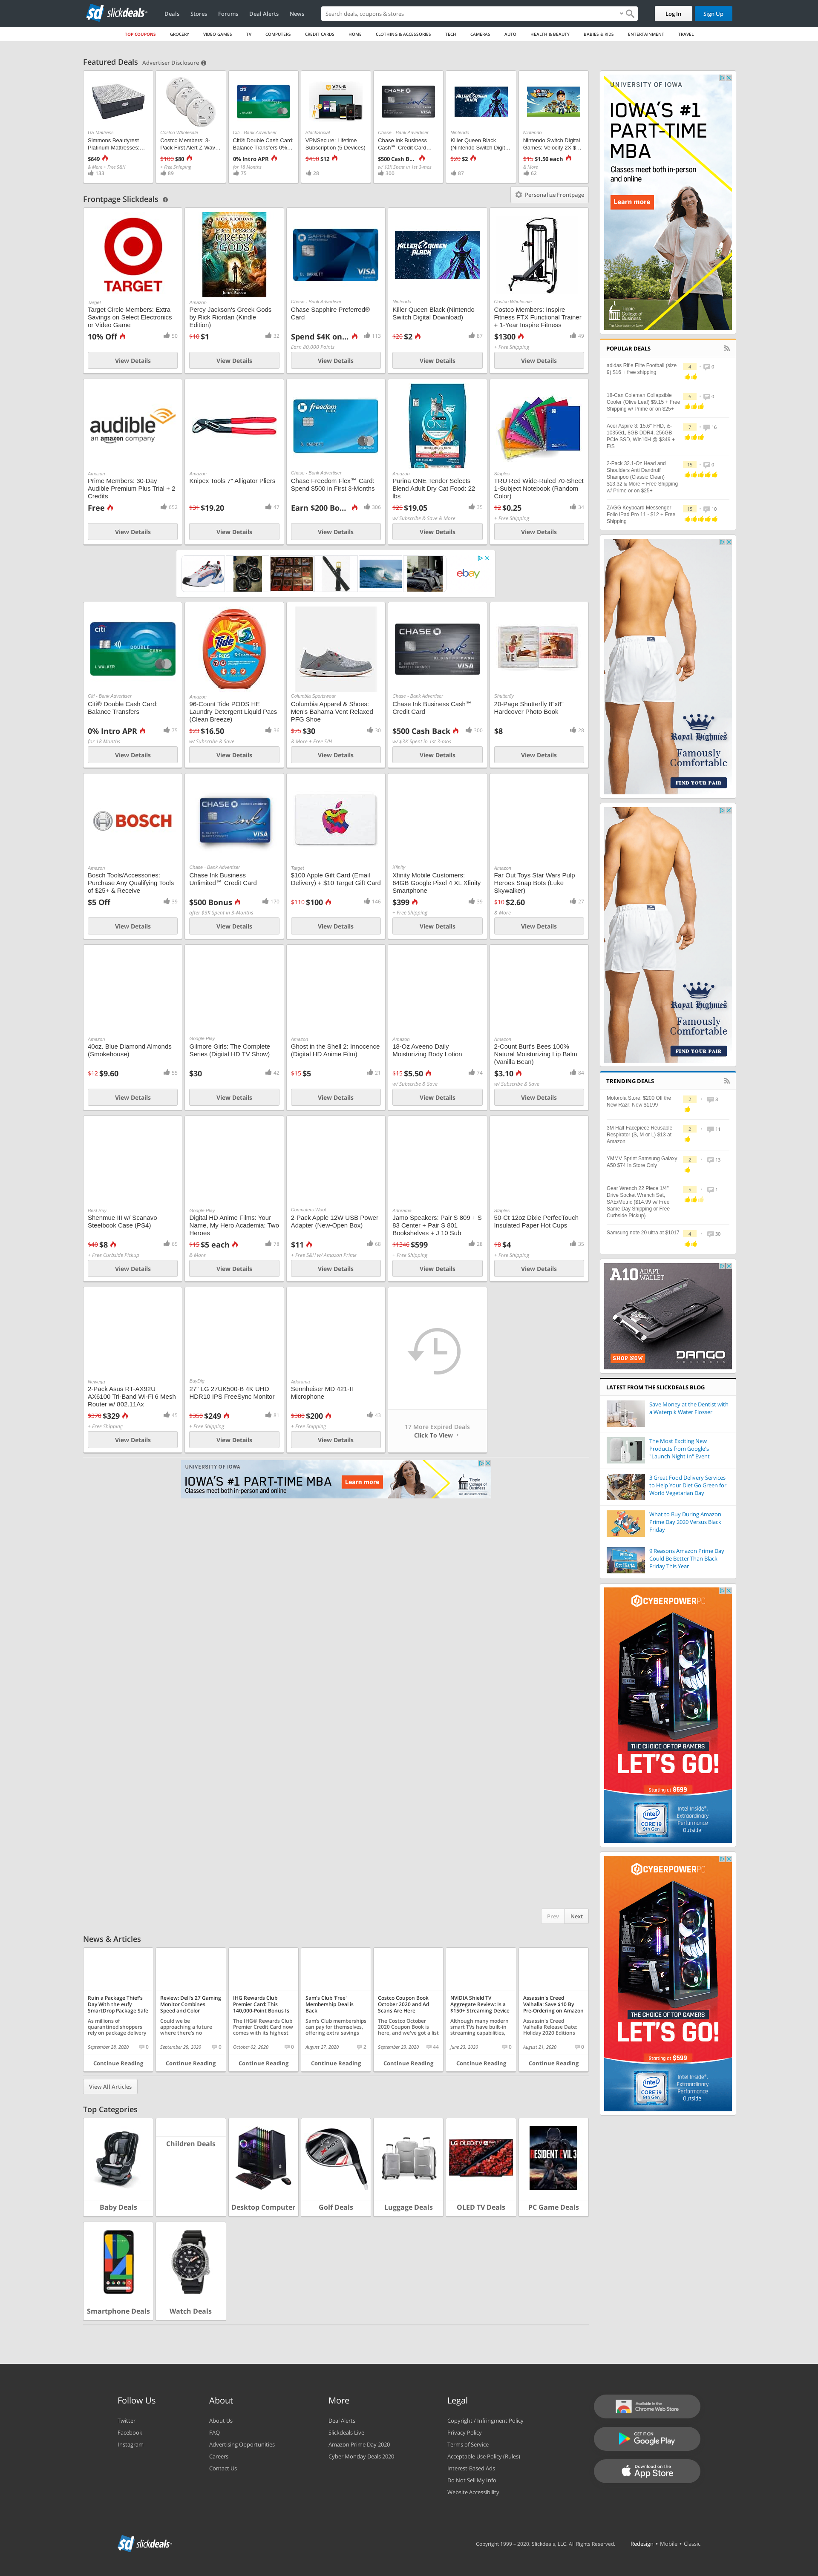 slickdeals
Deals
Stores
Forums
Deal Alerts
News
Search deals, coupons & stores
Log In
Sign Up
TOP COUPONS
GROCERY
VIDEO GAMES
TV
COMPUTERS
CREDIT CARDS
HOME
CLOTHING & ACCESSORIES
TECH
CAMERAS
AUTO
HEALTH & BEAUTY
BABIES & KIDS
ENTERTAINMENT
TRAVEL
Featured Deals
Advertiser Disclosure
US Mattress
Simmons Beautyrest
Platinum Mattresses:...
$649
& More + free S&H
133
Costco Wholesale
Costco Members: 3-
Pack First Alert Z-Wav...
$100 $80
+ Free Shipping
89
Citi - Bank Advertiser
Citi® Double Cash Card:
Balance Transfers 0%...
0% Intro APR
for 18 Months
75
StackSocial
VPNSecure: Lifetime
Subscription (5 Devices)
$450 $12
28
Chase - Bank Advertiser
Chase Ink Business
Cash℠ Credit Card...
$500 Cash B...
w/ $3K Spent in 1st 3-mos
300
Nintendo
Killer Queen Black
(Nintendo Switch Digit...
$20 $2
87
Nintendo
Nintendo Switch Digital
Games: Velocity 2X $...
$15 $1.50 each
& More
62
Frontpage Slickdeals
Personalize Frontpage
TARGET
Target
Target Circle Members: Extra
Savings on Select Electronics
or Video Game
10% Off
50
View Details
Amazon
Percy Jackson's Greek Gods
by Rick Riordan (Kindle
Edition)
$10 $1
32
View Details
Chase - Bank Advertiser
Chase Sapphire Preferred®
Card
Spend $4K on...
115
Earn 80,000 Points
View Details
Nintendo
Killer Queen Black (Nintendo
Switch Digital Download)
$20 $2
87
View Details
Costco Wholesale
Costco Members: Inspire
Fitness FTX Functional Trainer
+ 1-Year Inspire Fitness
$1300
49
+ Free Shipping
View Details
audible
an amazon company
Amazon
Prime Members: 30-Day
Audible Premium Plus Trial + 2
Credits
Free
652
View Details
Amazon
Knipex Tools 7" Alligator Pliers
$31 $19.20
47
View Details
Chase - Bank Advertiser
Chase Freedom Flex℠ Card:
Spend $500 in First 3-Months
Earn $200 Bo...
306
View Details
Amazon
Purina ONE Tender Selects
Blend Adult Dry Cat Food: 22
lbs
$25 $19.05
35
w/ Subscribe & Save & More
View Details
Staples
TRU Red Wide-Ruled 70-Sheet
1-Subject Notebook (Random
Color)
$2 $0.25
34
+ Free Shipping
View Details
ebay
Citi - Bank Advertiser
Citi® Double Cash Card:
Balance Transfers
0% Intro APR
75
for 18 Months
View Details
Amazon
96-Count Tide PODS HE
Laundry Detergent Liquid Pacs
(Clean Breeze)
$23 $16.50
36
w/ Subscribe & Save
View Details
Columbia Sportswear
Columbia Apparel & Shoes:
Men's Bahama Vent Relaxed
PFG Shoe
$75 $30
30
& More + Free S/H
View Details
Chase - Bank Advertiser
Chase Ink Business Cash℠
Credit Card
$500 Cash Back
300
w/ $3K Spent in 1st 3-mos
View Details
Shutterfly
20-Page Shutterfly 8"x8"
Hardcover Photo Book
$8
28
View Details
BOSCH
Amazon
Bosch Tools/Accessories:
Purchase Any Qualifying Tools
of $25+ & Receive
$5 Off
39
View Details
Chase - Bank Advertiser
Chase Ink Business
Unlimited℠ Credit Card
$500 Bonus
170
after $3K Spent in 3-Months
View Details
Target
$100 Apple Gift Card (Email
Delivery) + $10 Target Gift Card
$110 $100
146
View Details
Xfinity
Xfinity Mobile Customers:
64GB Google Pixel 4 XL Xfinity
Smartphone
$399
39
+ Free Shipping
View Details
Amazon
Far Out Toys Star Wars Pulp
Heroes Snap Bots (Luke
Skywalker)
$10 $2.60
27
& More
View Details
Amazon
40oz. Blue Diamond Almonds
(Smokehouse)
$12 $9.60
55
View Details
Google Play
Gilmore Girls: The Complete
Series (Digital HD TV Show)
$30
42
View Details
Amazon
Ghost in the Shell 2: Innocence
(Digital HD Anime Film)
$15 $5
21
View Details
Amazon
18-Oz Aveeno Daily
Moisturizing Body Lotion
$15 $5.50
74
w/ Subscribe & Save
View Details
Amazon
2-Count Burt's Bees 100%
Natural Moisturizing Lip Balm
(Vanilla Bean)
$3.10
84
w/ Subscribe & Save
View Details
Best Buy
Shenmue III w/ Scanavo
Steelbook Case (PS4)
$40 $8
65
+ Free Curbside Pickup
View Details
Google Play
Digital HD Anime Films: Your
Name, My Hero Academia: Two
Heroes
$15 $5 each
78
& More
View Details
Computers Wool
2-Pack Apple 12W USB Power
Adapter (New-Open Box)
$11
68
+ Free S&H w/ Amazon Prime
View Details
Adorama
Jamo Speakers: Pair S 809 + S
83 Center + Pair S 801
Bookshelves + J 10 Sub
$1346 $599
28
+ Free Shipping
View Details
Staples
50-Ct 12oz Dixie PerfecTouch
Insulated Paper Hot Cups
$8 $4
35
+ Free Shipping
View Details
Newegg
2-Pack Asus RT-AX92U
AX6100 Tri-Band Wi-Fi 6 Mesh
Router w/ 802.11Ax
$370 $329
45
+ Free Shipping
View Details
BuyDig
27" LG 27UK500-B 4K UHD
HDR10 IPS FreeSync Monitor
$350 $249
81
+ Free Shipping
View Details
Adorama
Sennheiser MD 421-II
Microphone
$380 $200
43
+ Free Shipping
View Details
17 More Expired Deals
Click To View
UNIVERSITY OF IOWA
IOWA'S #1 PART-TIME MBA
Classes meet both in-person and online
Learn more
Tippie
College of
Business
Prev
Next
News & Articles
Ruin a Package Thief's
Day With the eufy
SmartDrop Package Safe
As millions of
quarantined shoppers
rely on package delivery
September 28, 2020
0
Continue Reading
Review: Dell's 27 Gaming
Monitor Combines
Speed and Color
Could we be
approaching a future
where there's no
September 29, 2020
0
Continue Reading
IHG Rewards Club
Premier Card: This
140,000-Point Bonus Is
The IHG® Rewards Club
Premier Credit Card now
comes with its highest
October 02, 2020
0
Continue Reading
Sam's Club 'Free'
Membership Deal Is
Back
Sam's Club memberships
can pay for themselves,
offering extra savings
August 27, 2020
2
Continue Reading
Costco Coupon Book
October 2020 and Ad
Scans Are Here
The Costco October
2020 Coupon Book is
here, and we've got a list
September 23, 2020
44
Continue Reading
NVIDIA Shield TV
Aggregate Review: Is a
$150+ Streaming Device
Although many modern
smart TVs have built-in
streaming capabilities,
June 23, 2020
0
Continue Reading
Assassin's Creed
Valhalla: Save $10 By
Pre-Ordering on Amazon
Assassin's Creed
Valhalla Release Date:
Holiday 2020 Editions
August 21, 2020
0
Continue Reading
View All Articles
Top Categories
Baby Deals
Children Deals
Desktop Computer
Golf Deals
Luggage Deals
OLED TV Deals
PC Game Deals
Smartphone Deals
Watch Deals
UNIVERSITY OF IOWA
IOWA'S #1
PART-TIME
MBA
Classes meet both in-person
and online
Learn more
Tippie
College of
Business
POPULAR DEALS
adidas Rifle Elite Football (size
9) $16 + free shipping
4
0
18-Can Coleman Collapsible
Cooler (Olive Leaf) $9.15 + Free
Shipping w/ Prime or on $25+
6
0
Acer Aspire 3: 15.6" FHD, i5-
1035G1, 8GB DDR4, 256GB
PCIe SSD, Win10H @ $349 +
F/S
7
16
2-Pack 32.1-Oz Head and
Shoulders Anti Dandruff
Shampoo (Classic Clean)
$13.32 & More + Free Shipping
w/ Prime or on $25+
15
0
ZAGG Keyboard Messenger
Folio iPad Pro 11 - $12 + Free
Shipping
15
10
Royal Highnies
Famously
Comfortable
FIND YOUR PAIR
Royal Highnies
Famously
Comfortable
FIND YOUR PAIR
TRENDING DEALS
Motorola Store: $200 Off the
New Razr; Now $1199
2
8
3M Half Facepiece Reusable
Respirator (S, M or L) $13 at
Amazon
2
11
YMMV Sprint Samsung Galaxy
A50 $74 in Store Only
2
13
Gear Wrench 22 Piece 1/4"
Drive Socket Wrench Set,
SAE/Metric ($14.99 w/ Free
Same Day Shipping or Free
Curbside Pickup)
5
1
Samsung note 20 ultra at $1017
4
30
A10 ADAPT
WALLET
SHOP NOW
DANGO
LATEST FROM THE SLICKDEALS BLOG
Save Money at the Dentist with
a Waterpik Water Flosser
The Most Exciting New
Products from Google's
"Launch Night In" Event
3 Great Food Delivery Services
to Help Your Diet Go Green for
World Vegetarian Day
What to Buy During Amazon
Prime Day 2020 Versus Black
Friday
9 Reasons Amazon Prime Day
Could Be Better Than Black
Friday This Year
CYBERPOWERPC
THE CHOICE OF TOP GAMERS
LET'S GO!
Starting at $599
Intel Inside®.
Extraordinary
Performance
Outside.
CYBERPOWERPC
THE CHOICE OF TOP GAMERS
LET'S GO!
Starting at $599
Intel Inside®.
Extraordinary
Performance
Outside.
Follow Us
Twitter
Facebook
Instagram
About
About Us
FAQ
Advertising Opportunities
Careers
Contact Us
More
Deal Alerts
Slickdeals Live
Amazon Prime Day 2020
Cyber Monday Deals 2020
Legal
Copyright / Infringment Policy
Privacy Policy
Terms of Service
Acceptable Use Policy (Rules)
Interest-Based Ads
Do Not Sell My Info
Website Accessibility
Available in the
Chrome Web Store
GET IT ON
Google Play
Download on the
App Store
slickdeals
Copyright 1999 - 2020. Slickdeals, LLC. All Rights Reserved.
Redesign • Mobile • Classic